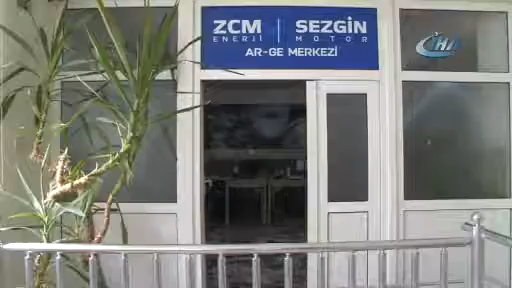 ZCM | SEZGİN
ENERJİ MOTOR
AR-GE MERKEZİ
İHA